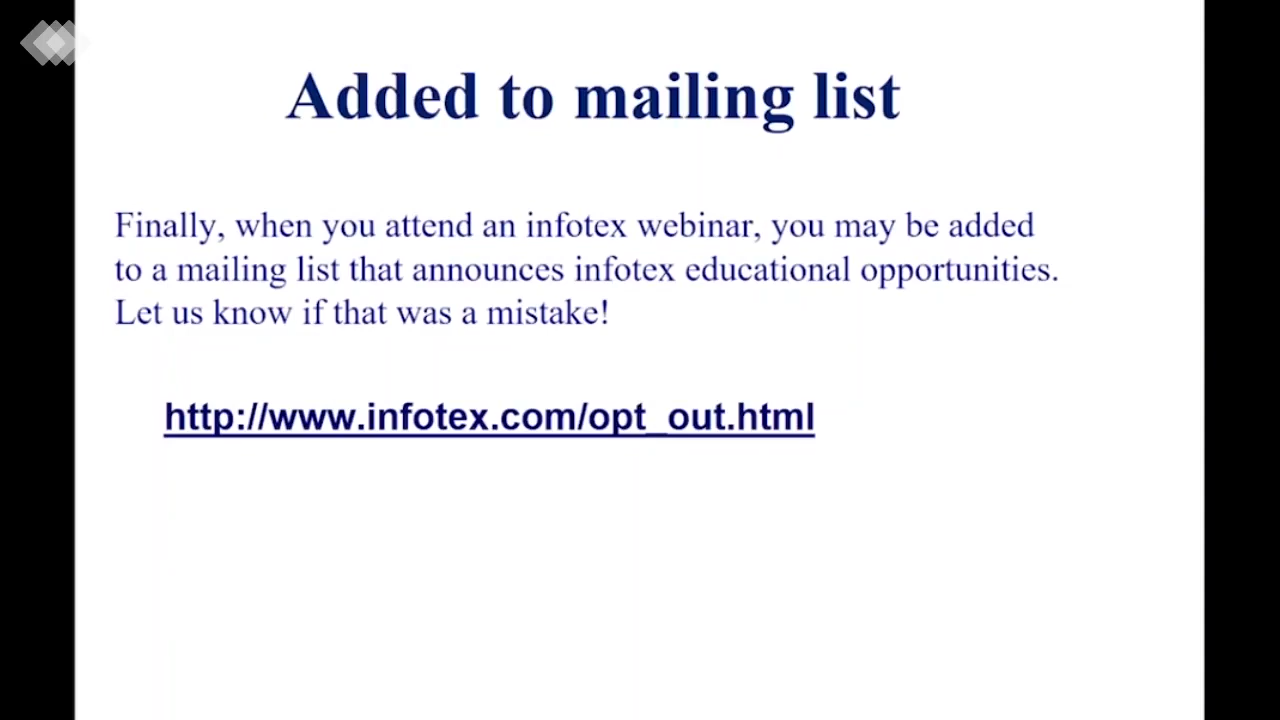 Added to mailing list
Finally, when you attend an infotex webinar, you may be added
to a mailing list that announces infotex educational opportunities.
Let us know if that was a mistake!
http://www.infotex.com/opt_out.html